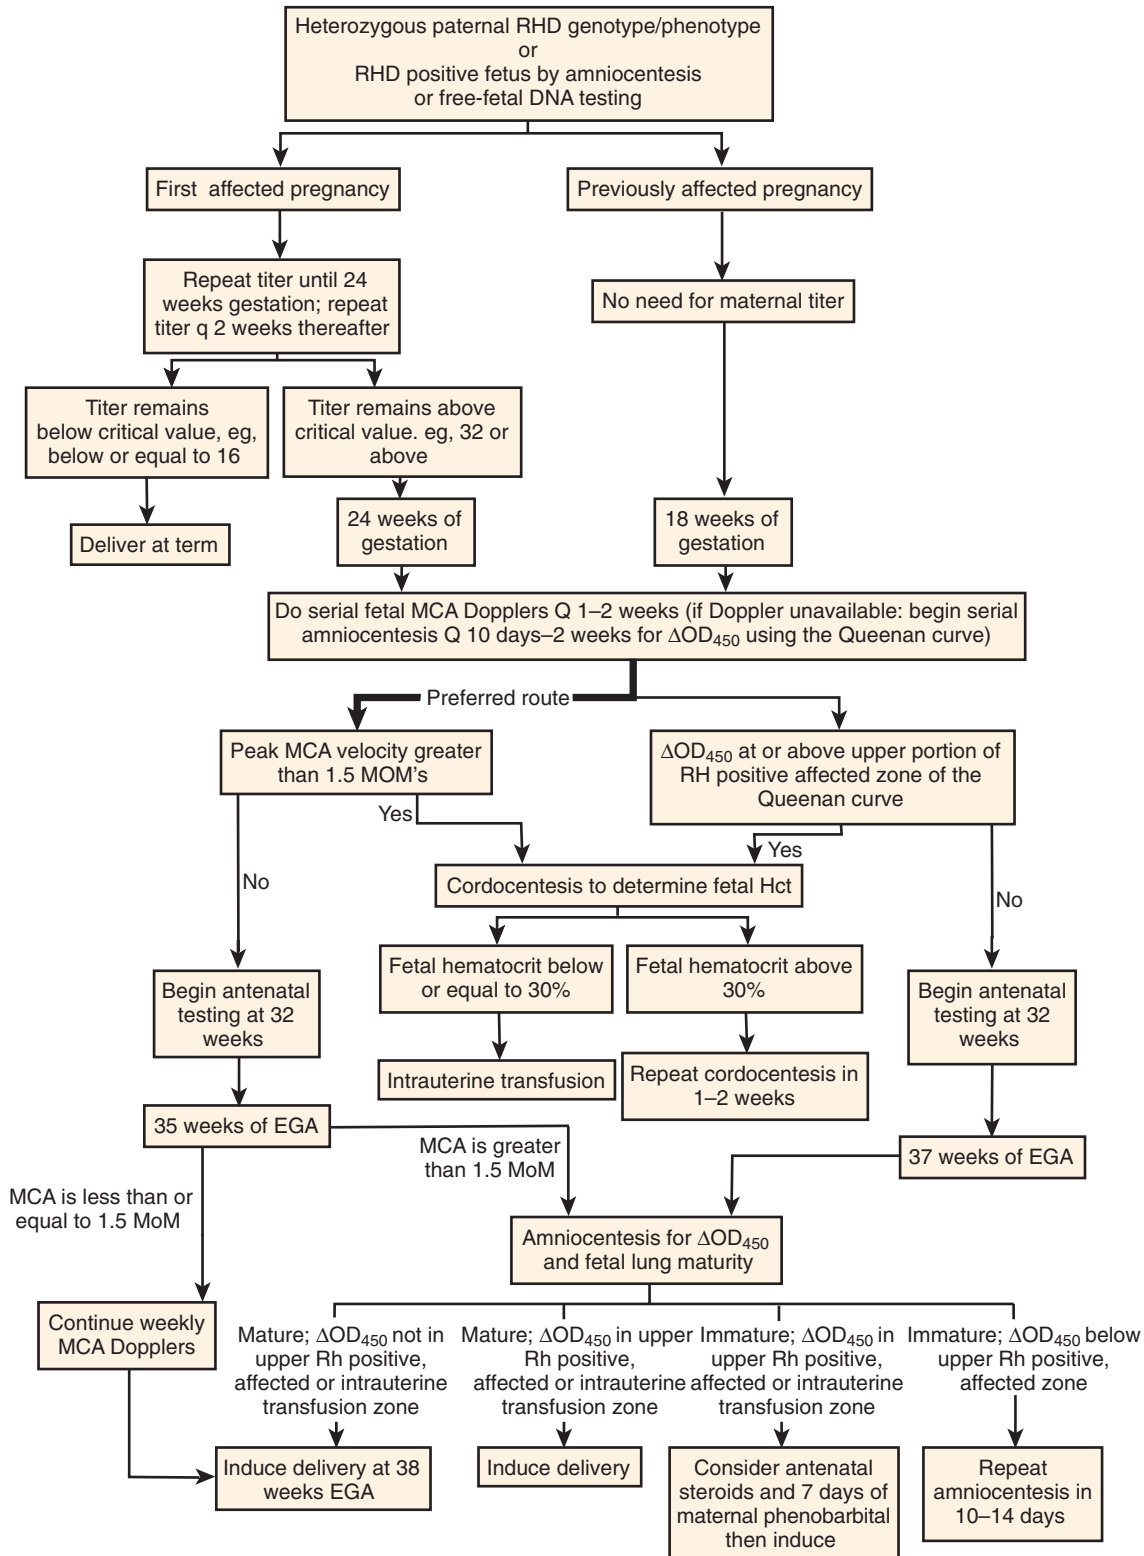 Heterozygous paternal RHD genotype/phenotype
or
RHD positive fetus by amniocentesis
or free-fetal DNA testing
First affected pregnancy
Previously affected pregnancy
Repeat titer until 24
weeks gestation; repeat
titer q 2 weeks thereafter
No need for maternal titer
Titer remains
below critical value, eg,
below or equal to 16
Titer remains above
critical value. eg, 32 or
above
Deliver at term
24 weeks of
gestation
18 weeks of
gestation
Do serial fetal MCA Dopplers Q 1–2 weeks (if Doppler unavailable: begin serial
amniocentesis Q 10 days–2 weeks for ΔOD₄₅₀ using the Queenan curve)
Preferred route
Peak MCA velocity greater
than 1.5 MOM's
ΔOD₄₅₀ at or above upper portion of
RH positive affected zone of the
Queenan curve
Yes
Yes
Cordocentesis to determine fetal Hct
No
No
Fetal hematocrit below
or equal to 30%
Fetal hematocrit above
30%
Begin antenatal
testing at 32
weeks
Begin antenatal
testing at 32
weeks
Intrauterine transfusion
Repeat cordocentesis in
1–2 weeks
35 weeks of EGA
MCA is greater
than 1.5 MoM
37 weeks of EGA
MCA is less than or
equal to 1.5 MoM
Amniocentesis for ΔOD₄₅₀
and fetal lung maturity
Continue weekly
MCA Dopplers
Mature; ΔOD₄₅₀ not in
upper Rh positive,
affected or intrauterine
transfusion zone
Mature; ΔOD₄₅₀ in upper
Rh positive,
affected or intrauterine
transfusion zone
Immature; ΔOD₄₅₀ in
upper Rh positive,
affected or intrauterine
transfusion zone
Immature; ΔOD₄₅₀ below
upper Rh positive,
affected zone
Induce delivery at 38
weeks EGA
Induce delivery
Consider antenatal
steroids and 7 days of
maternal phenobarbital
then induce
Repeat
amniocentesis in
10–14 days